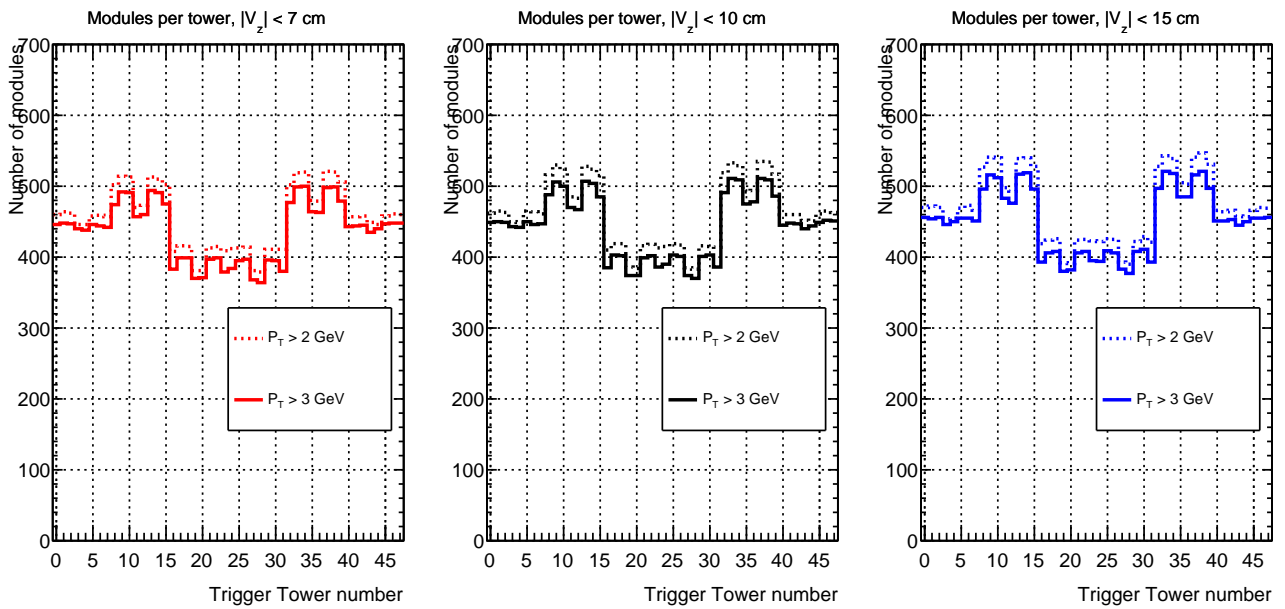 Modules per tower, |V_z| < 7 cm
Number of modules
700
600
500
400
300
200
100
0
P_T > 2 GeV
P_T > 3 GeV
0 5 10 15 20 25 30 35 40 45
Trigger Tower number
Modules per tower, |V_z| < 10 cm
Number of modules
700
600
500
400
300
200
100
0
P_T > 2 GeV
P_T > 3 GeV
0 5 10 15 20 25 30 35 40 45
Trigger Tower number
Modules per tower, |V_z| < 15 cm
Number of modules
700
600
500
400
300
200
100
0
P_T > 2 GeV
P_T > 3 GeV
0 5 10 15 20 25 30 35 40 45
Trigger Tower number